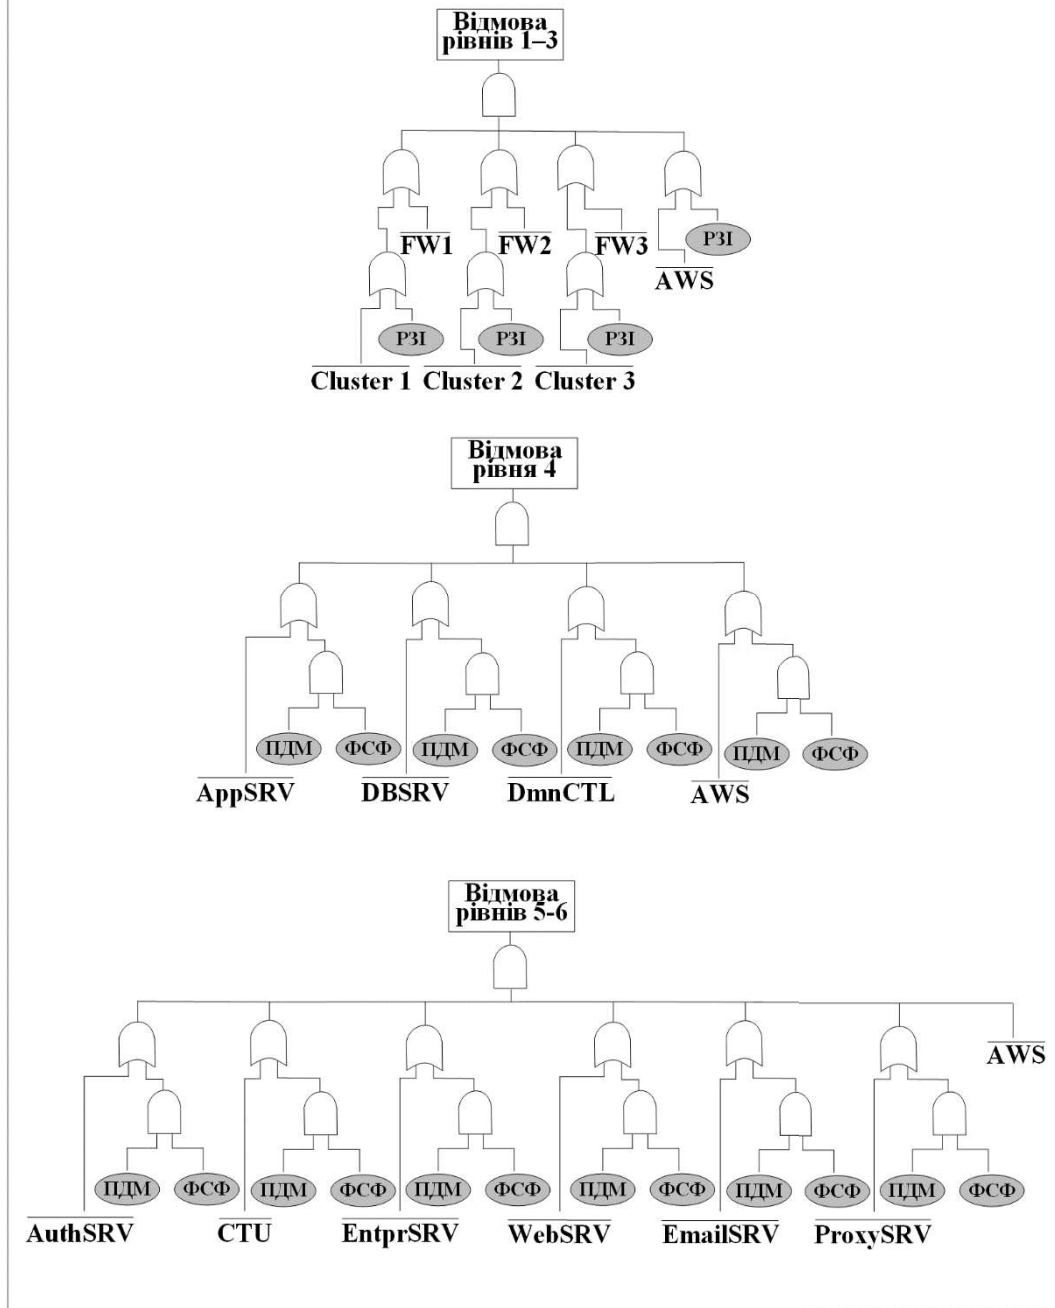 Відмова
рівнів 1–3
FW1 FW2 FW3 РЗІ
AWS
РЗІ РЗІ РЗІ
Cluster 1 Cluster 2 Cluster 3
Відмова
рівня 4
ПДМ ФСФ ПДМ ФСФ ПДМ ФСФ ПДМ ФСФ
AppSRV DBSRV DmnCTL AWS
Відмова
рівнів 5-6
AWS
ПДМ ФСФ ПДМ ФСФ ПДМ ФСФ ПДМ ФСФ ПДМ ФСФ ПДМ ФСФ
AuthSRV CTU EntprSRV WebSRV EmailSRV ProxySRV